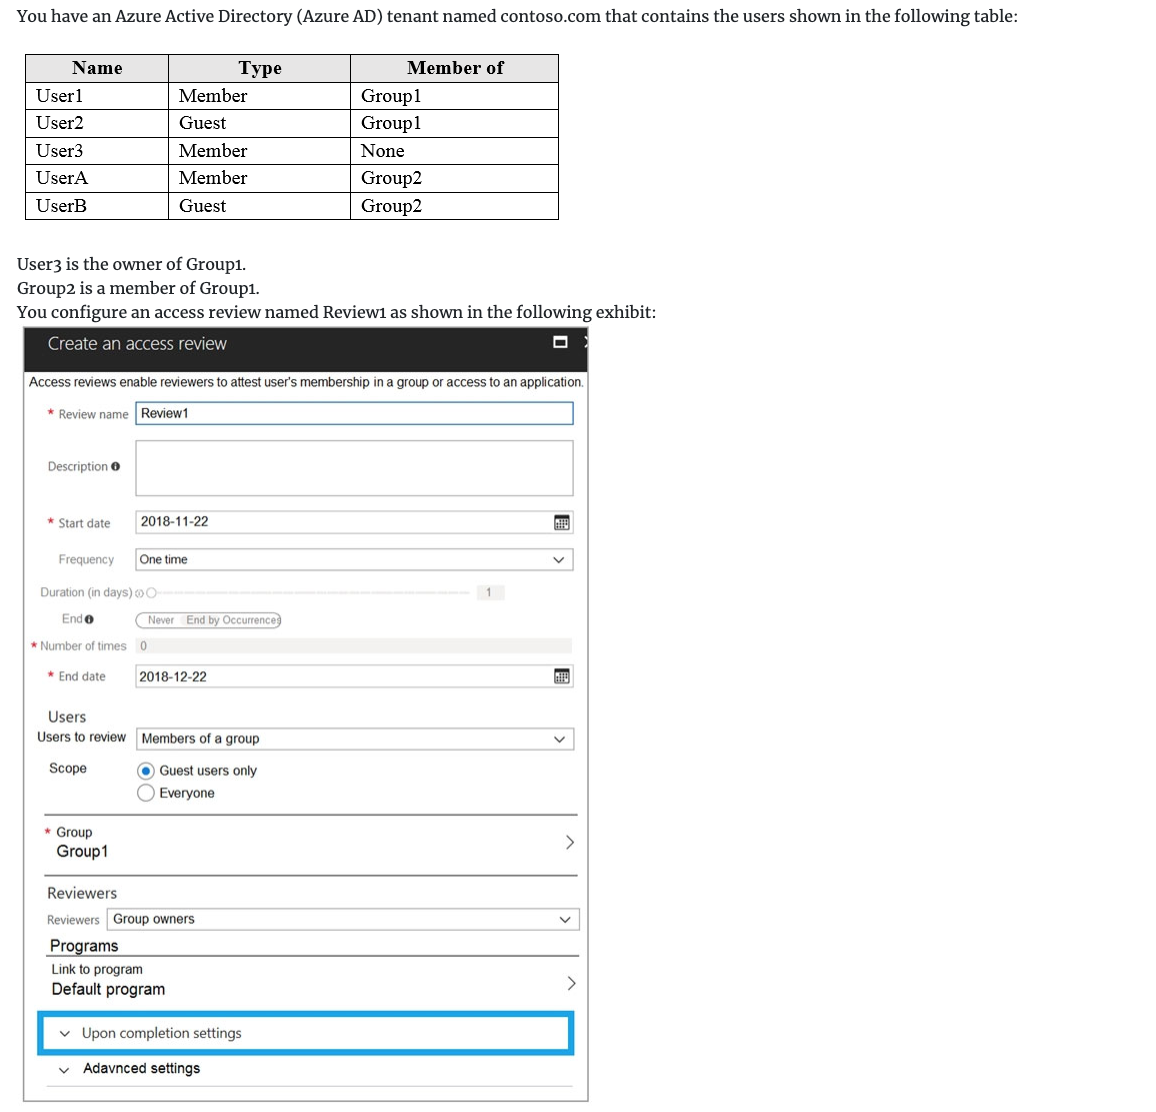 You have an Azure Active Directory (Azure AD) tenant named contoso.com that contains the users shown in the following table:
Name Type Member of
User1 Member Group1
User2 Guest Group1
User3 Member None
UserA Member Group2
UserB Guest Group2
User3 is the owner of Group1.
Group2 is a member of Group1.
You configure an access review named Review1 as shown in the following exhibit:
Create an access review
Access reviews enable reviewers to attest user's membership in a group or access to an application.
* Review name Review1
Description
* Start date 2018-11-22
Frequency One time
Duration (in days) 1
End Never End by Occurrences
* Number of times 0
* End date 2018-12-22
Users
Users to review Members of a group
Scope Guest users only
Everyone
* Group
Group1
Reviewers
Reviewers Group owners
Programs
Link to program
Default program
Upon completion settings
Adavnced settings